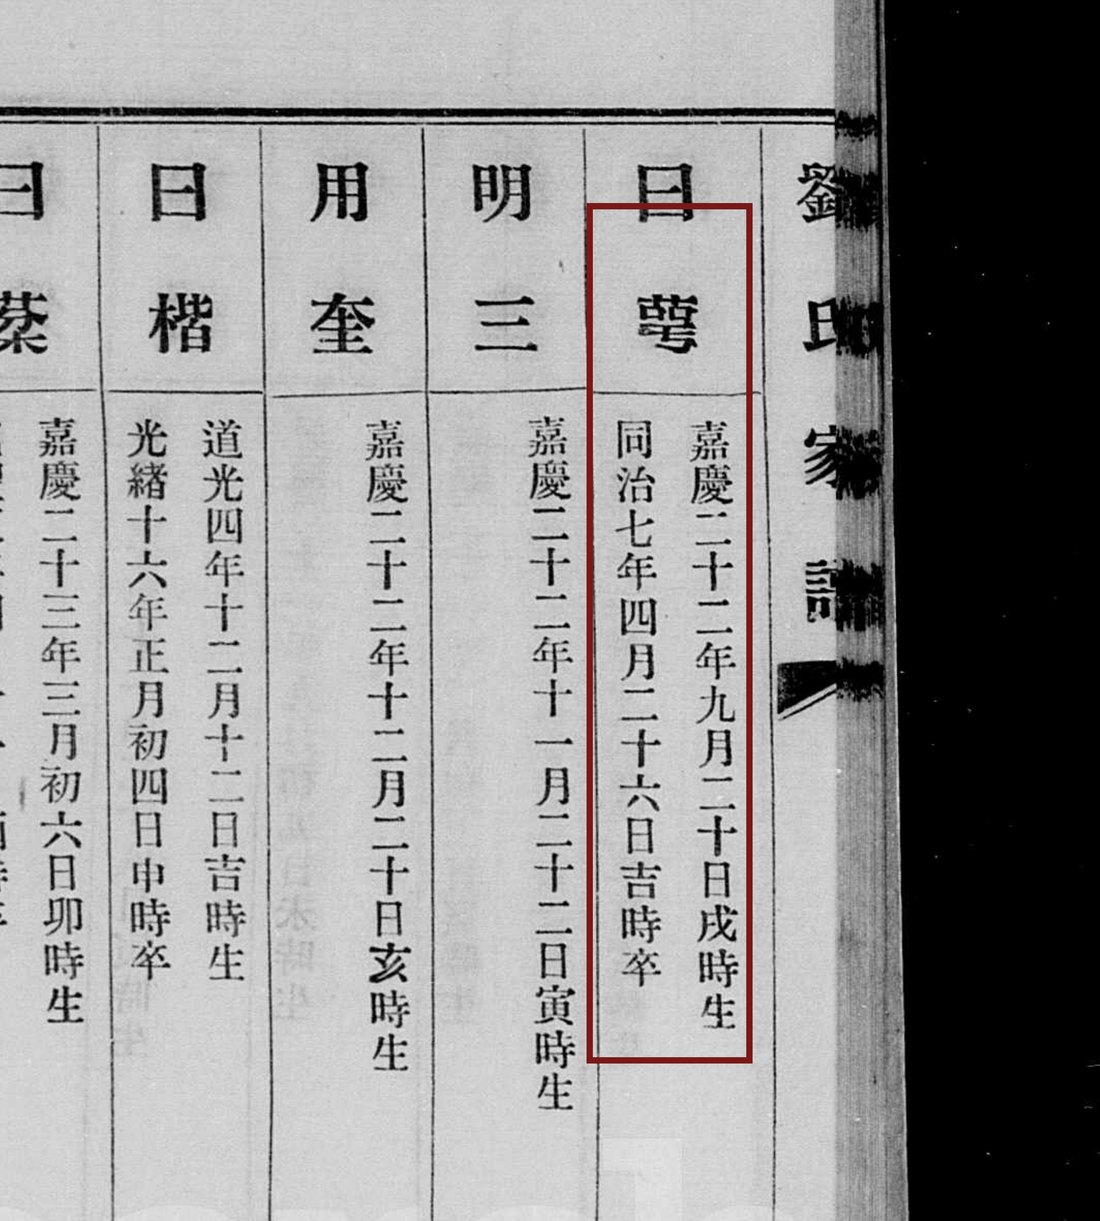 劉氏家譜
曰蕚
嘉慶二十二年九月二十日戌時生
同治七年四月二十六日吉時卒
明三
嘉慶二十二年十一月二十二日寅時生
用奎
嘉慶二十二年十二月二十日亥時生
曰楷
道光四年十二月十二日吉時生
光緒十六年正月初四日申時卒
曰棻
嘉慶二十三年三月初六日卯時生